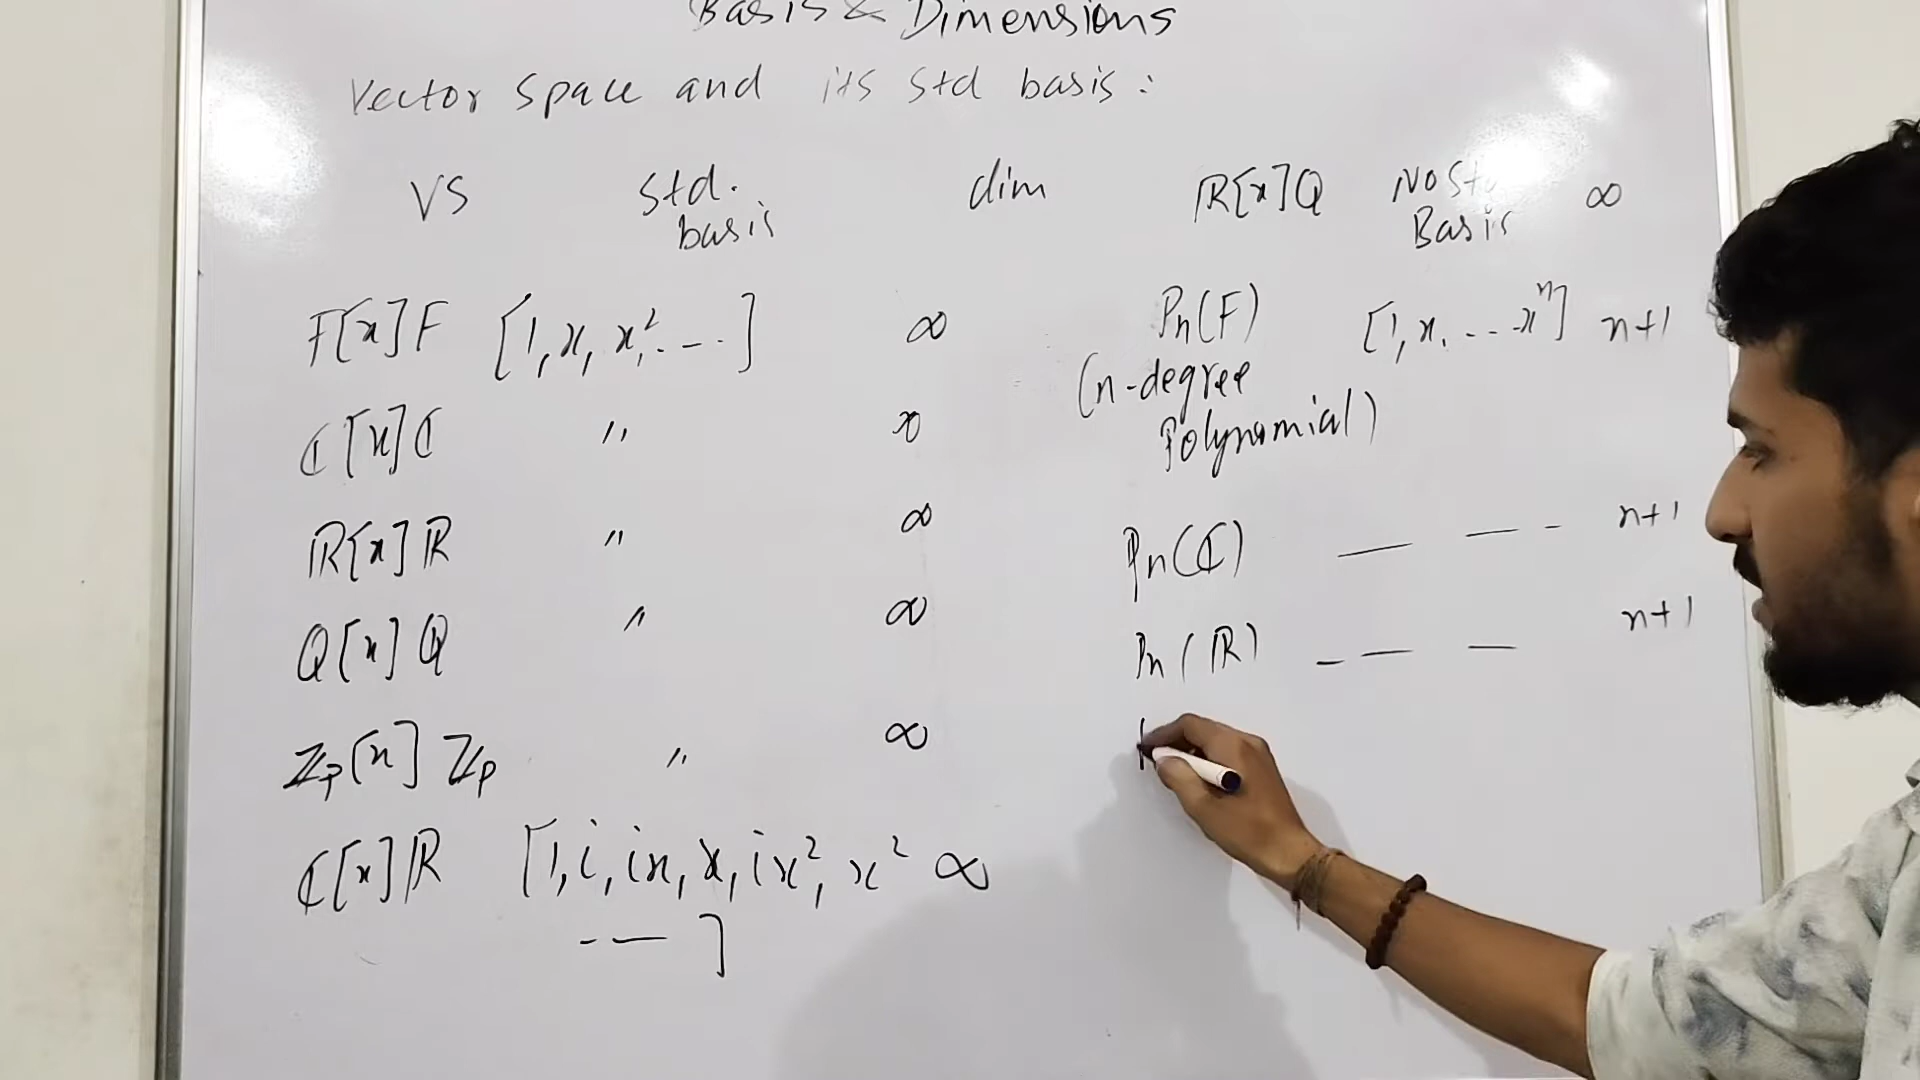 Basis & Dimensions
Vector space and its std basis :
VS std. basis dim
F[x]F [1, x, x², - - -] ∞
ℂ[x]ℂ " ∞
ℝ[x]ℝ " ∞
Q[x]Q " ∞
ℤp[x] ℤp " ∞
ℂ[x]ℝ [1, i, ix, x, ix², x² ∞
- — ]
ℝ[x]Q No Std Basis ∞
Pn(F) [1, x, - - - xⁿ] n+1
(n-degree
Polynamial)
Pn(ℂ) — — - n+1
Pn(ℝ) - — — n+1